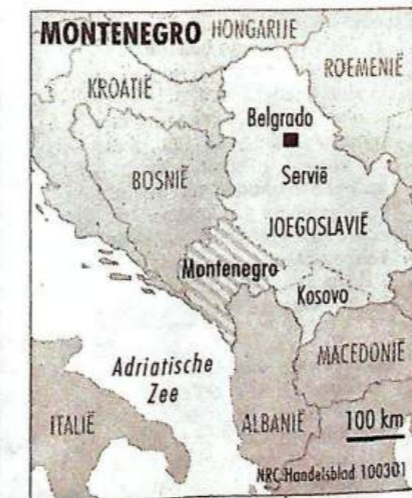 MONTENEGRO
HONGARIJE
ROEMENIË
KROATIË
Belgrado
BOSNIË
Servië
JOEGOSLAVIË
Montenegro
Kosovo
MACEDONIË
Adriatische
Zee
ITALIË
ALBANIË
100 km
NRC Handelsblad 100301